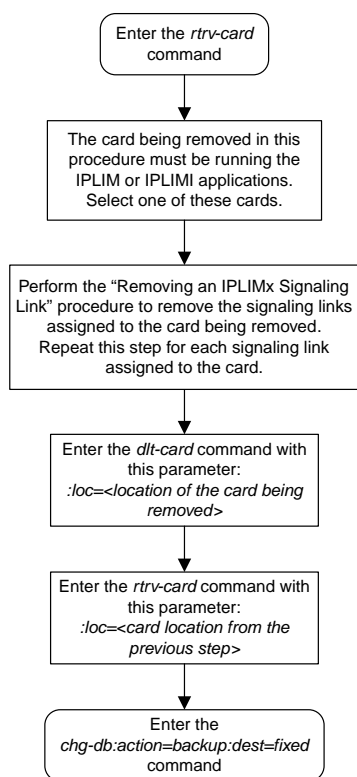 Enter the rtrv-card
command
The card being removed in this
procedure must be running the
IPLIM or IPLIMI applications.
Select one of these cards.
Perform the “Removing an IPLIMx Signaling
Link” procedure to remove the signaling links
assigned to the card being removed.
Repeat this step for each signaling link
assigned to the card.
Enter the dlt-card command with
this parameter:
:loc=<location of the card being
removed>
Enter the rtrv-card command with
this parameter:
:loc=<card location from the
previous step>
Enter the
chg-db:action=backup:dest=fixed
command